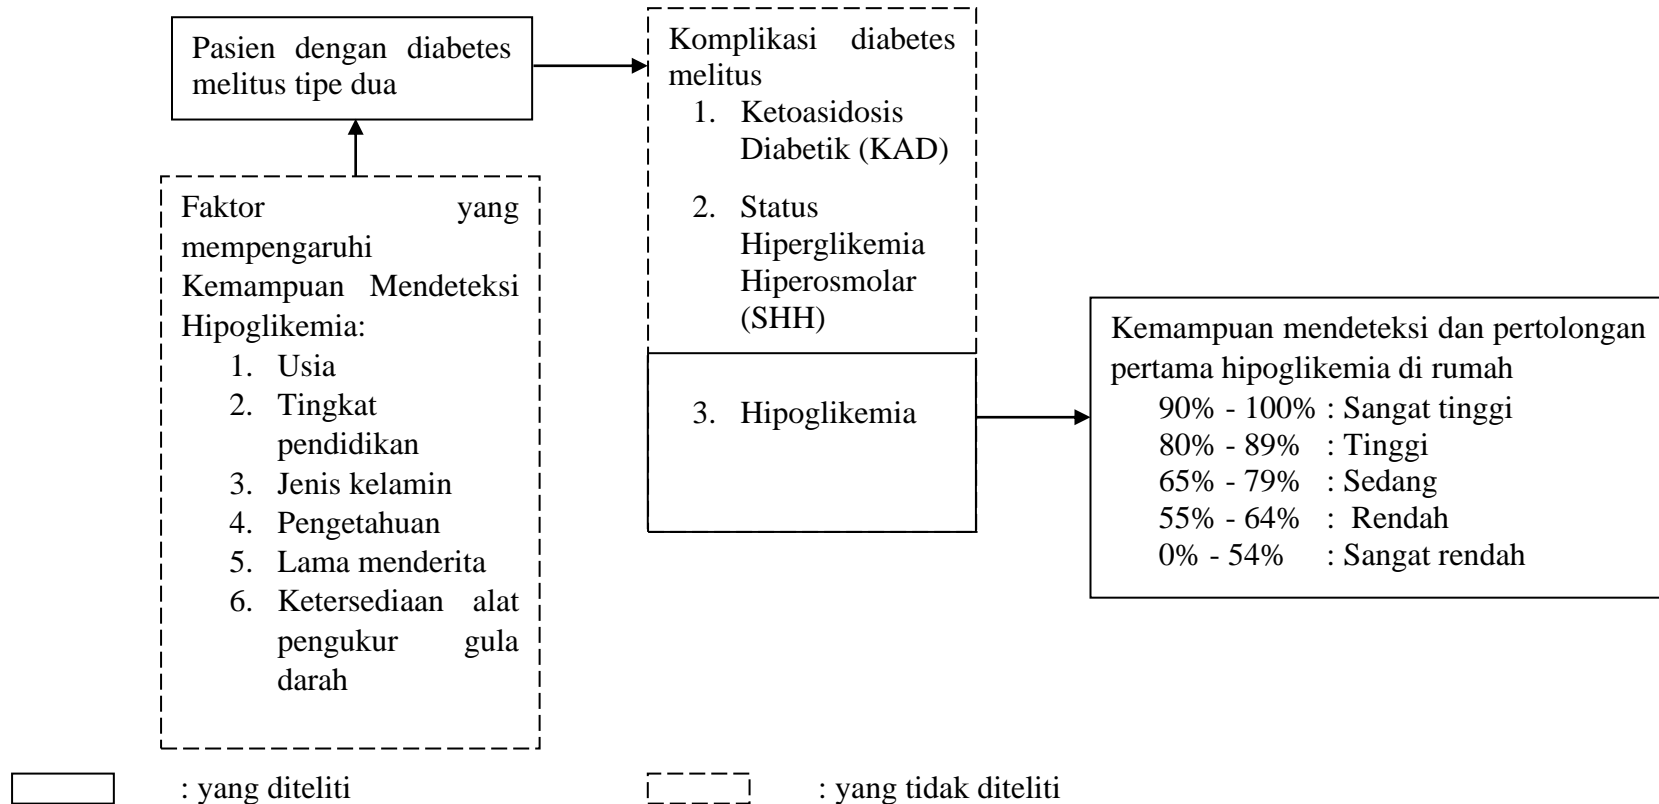 Pasien dengan diabetes
melitus tipe dua
Komplikasi diabetes
melitus
1. Ketoasidosis
Diabetik (KAD)
2. Status
Hiperglikemia
Hiperosmolar
(SHH)
3. Hipoglikemia
Faktor yang
mempengaruhi
Kemampuan Mendeteksi
Hipoglikemia:
1. Usia
2. Tingkat
pendidikan
3. Jenis kelamin
4. Pengetahuan
5. Lama menderita
6. Ketersediaan alat
pengukur gula
darah
Kemampuan mendeteksi dan pertolongan
pertama hipoglikemia di rumah
90% - 100% : Sangat tinggi
80% - 89% : Tinggi
65% - 79% : Sedang
55% - 64% : Rendah
0% - 54% : Sangat rendah
: yang diteliti
: yang tidak diteliti